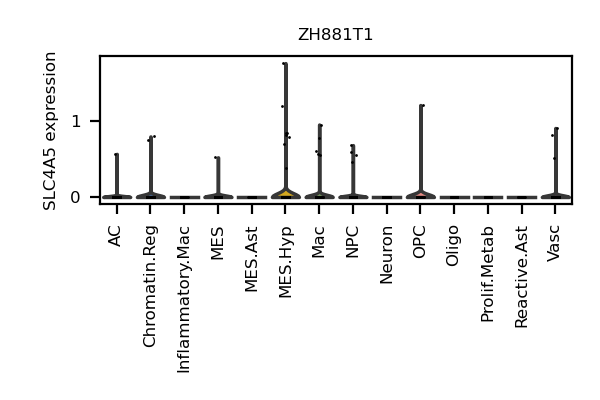 ZH881T1
SLC4A5 expression
1
0
AC
Chromatin.Reg
Inflammatory.Mac
MES
MES.Ast
MES.Hyp
Mac
NPC
Neuron
OPC
Oligo
Prolif.Metab
Reactive.Ast
Vasc